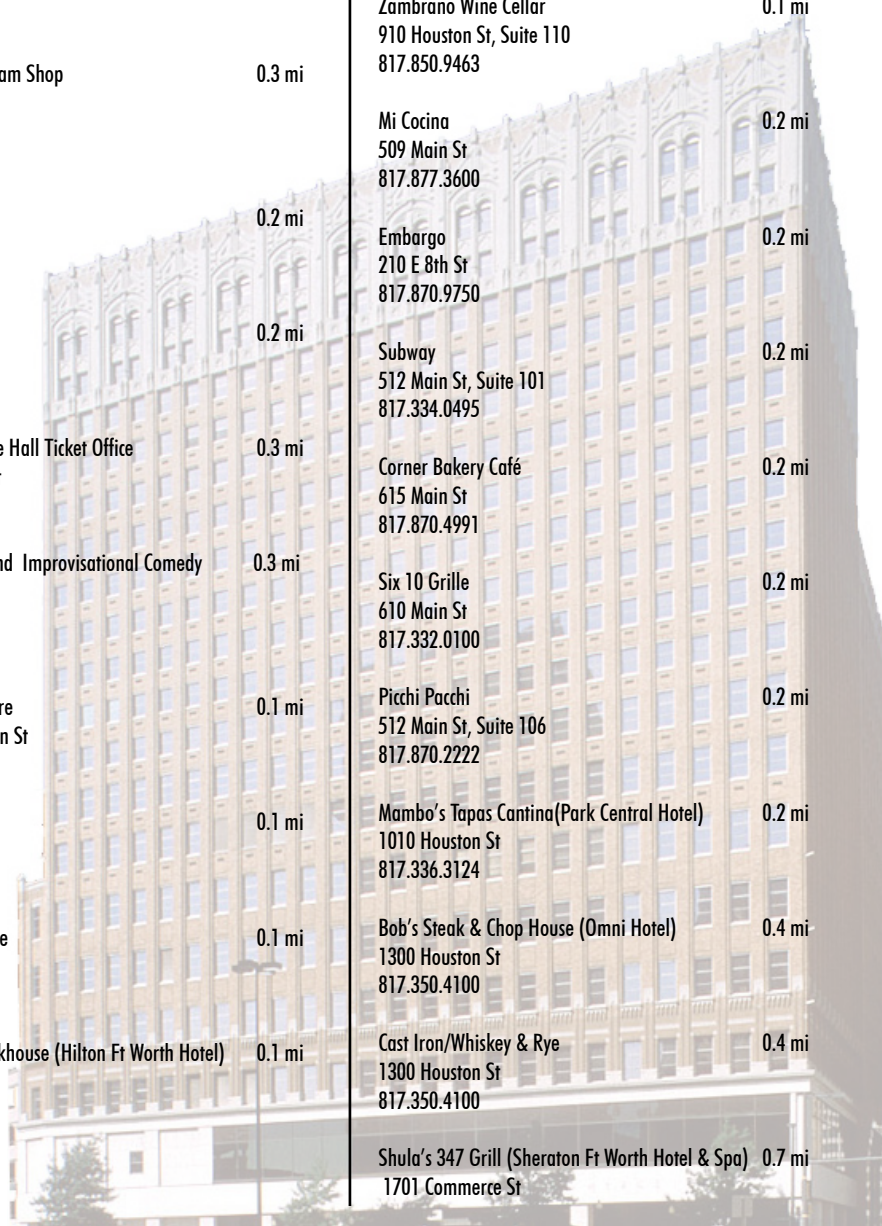 am Shop 0.3 mi
0.2 mi
0.2 mi
e Hall Ticket Office 0.3 mi
nd Improvisational Comedy 0.3 mi
re 0.1 mi
n St
0.1 mi
e 0.1 mi
khouse (Hilton Ft Worth Hotel) 0.1 mi
Zambrano Wine Cellar 0.1 mi
910 Houston St, Suite 110
817.850.9463
Mi Cocina 0.2 mi
509 Main St
817.877.3600
Embargo 0.2 mi
210 E 8th St
817.870.9750
Subway 0.2 mi
512 Main St, Suite 101
817.334.0495
Corner Bakery Café 0.2 mi
615 Main St
817.870.4991
Six 10 Grille 0.2 mi
610 Main St
817.332.0100
Picchi Pacchi 0.2 mi
512 Main St, Suite 106
817.870.2222
Mambo's Tapas Cantina(Park Central Hotel) 0.2 mi
1010 Houston St
817.336.3124
Bob's Steak & Chop House (Omni Hotel) 0.4 mi
1300 Houston St
817.350.4100
Cast Iron/Whiskey & Rye 0.4 mi
1300 Houston St
817.350.4100
Shula's 347 Grill (Sheraton Ft Worth Hotel & Spa) 0.7 mi
1701 Commerce St